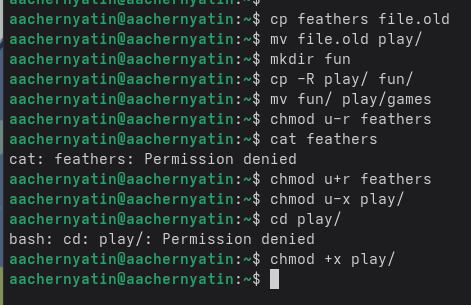 aachernyatin@aachernyatin:~$ cp feathers file.old
aachernyatin@aachernyatin:~$ mv file.old play/
aachernyatin@aachernyatin:~$ mkdir fun
aachernyatin@aachernyatin:~$ cp -R play/ fun/
aachernyatin@aachernyatin:~$ mv fun/ play/games
aachernyatin@aachernyatin:~$ chmod u-r feathers
aachernyatin@aachernyatin:~$ cat feathers
cat: feathers: Permission denied
aachernyatin@aachernyatin:~$ chmod u+r feathers
aachernyatin@aachernyatin:~$ chmod u-x play/
aachernyatin@aachernyatin:~$ cd play/
bash: cd: play/: Permission denied
aachernyatin@aachernyatin:~$ chmod +x play/
aachernyatin@aachernyatin:~$